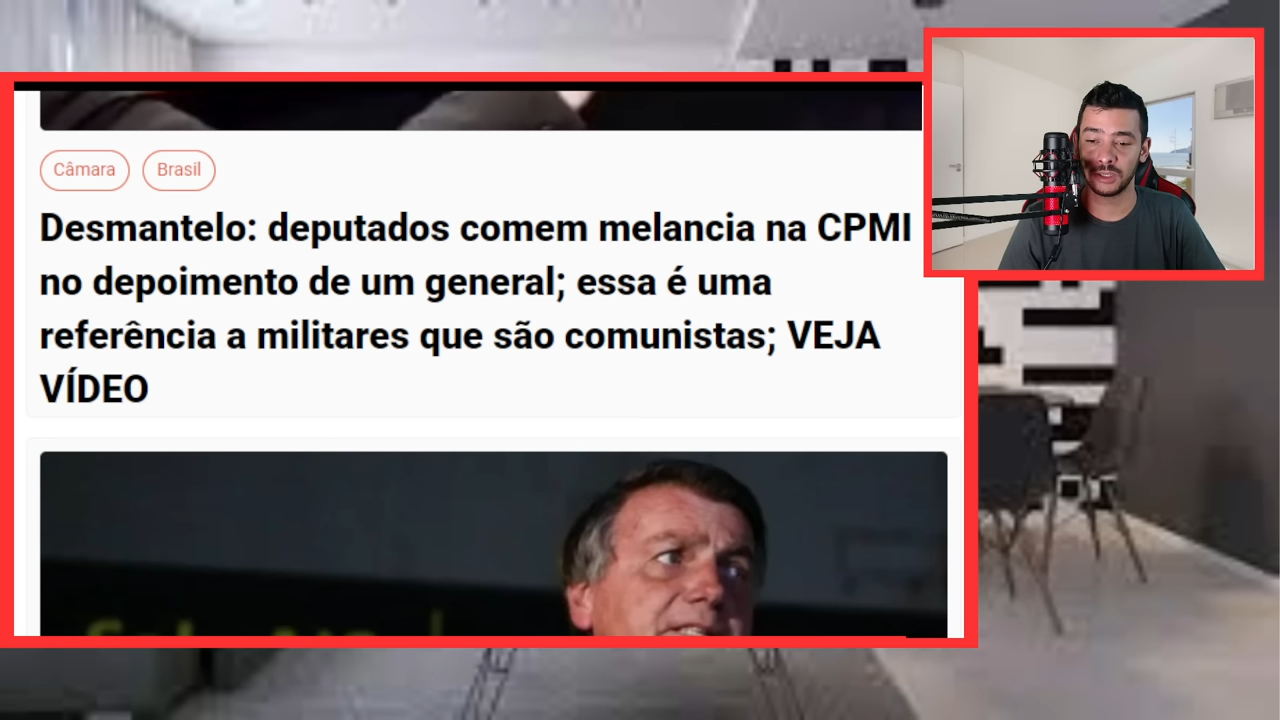 Câmara Brasil
Desmantelo: deputados comem melancia na CPMI
no depoimento de um general; essa é uma
referência a militares que são comunistas; VEJA
VÍDEO